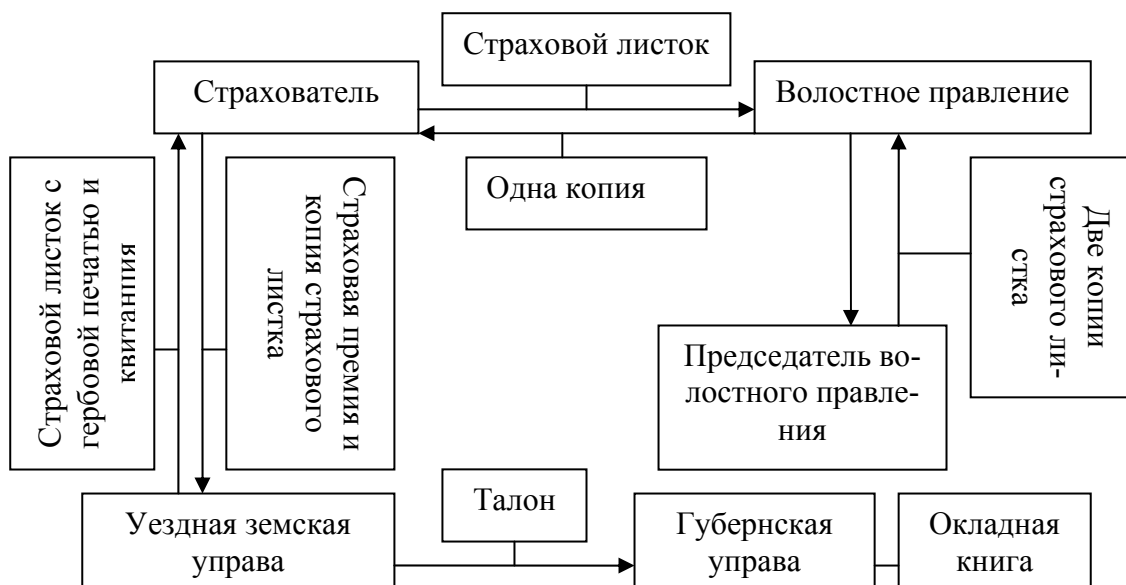 Страховой листок
Страхователь
Волостное правление
Одна копия
Страховой листок с
гербовой печатью и
квитанпия
Страховая премия и
копия страхового
листка
Две копии
страхового ли-
стка
Председатель во-
лостного правле-
ния
Талон
Уездная земская
управа
Губернская
управа
Окладная
книга